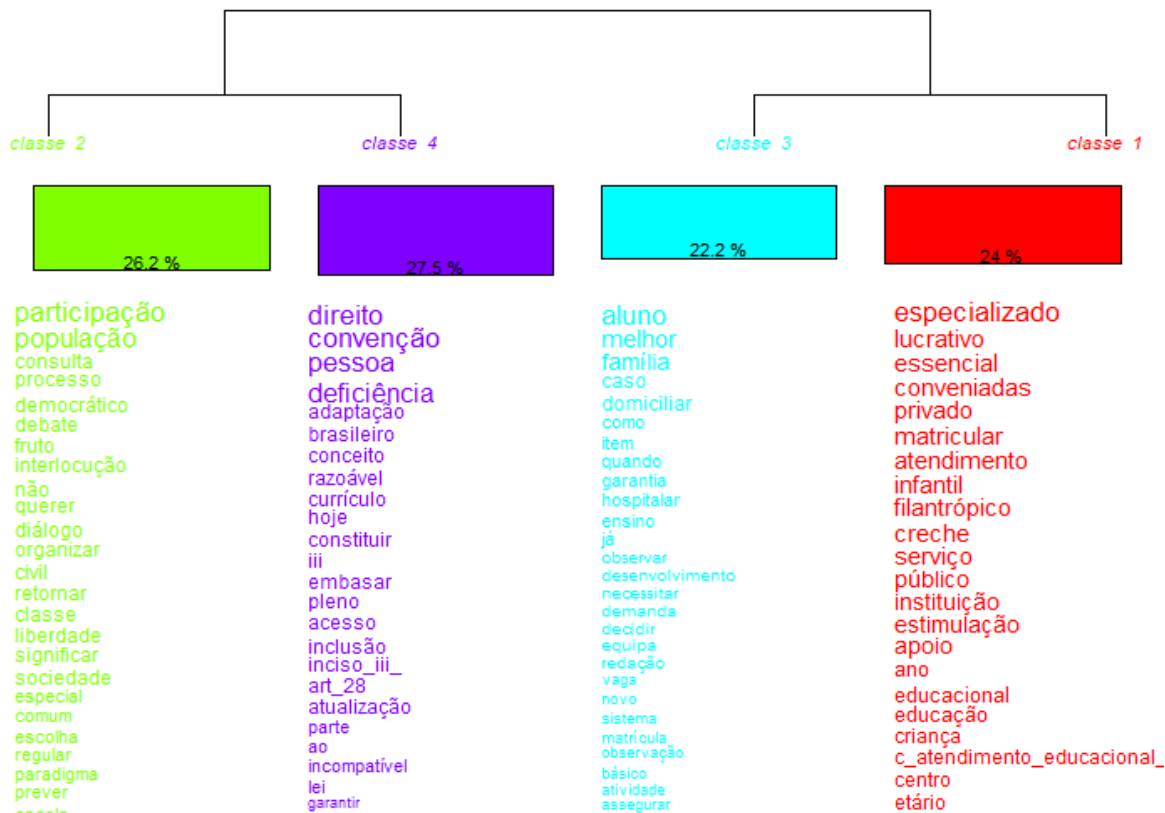 classe 2
classe 4
classe 3
classe 1
26.2 %
27.5 %
22.2 %
24 %
participação
população
consulta
processo
democrático
debate
fruto
interlocução
não
querer
diálogo
organizar
civil
retornar
classe
liberdade
significar
sociedade
especial
comum
escolha
regular
paradigma
prever
direito
convenção
pessoa
deficiência
adaptação
brasileiro
conceito
razoável
currículo
hoje
constituir
iii
embasar
pleno
acesso
inclusão
inciso_iii_
art_28
atualização
parte
ao
incompatível
lei
garantir
aluno
melhor
família
caso
domiciliar
como
item
quando
garantia
hospitalar
ensino
já
observar
desenvolvimento
necessitar
demanda
decidir
equipa
redação
vaga
novo
sistema
matrícula
observação
básico
atividade
assegurar
especializado
lucrativo
essencial
conveniadas
privado
matricular
atendimento
infantil
filantrópico
creche
serviço
público
instituição
estimulação
apoio
ano
educacional
educação
criança
c_atendimento_educacional_
centro
etário